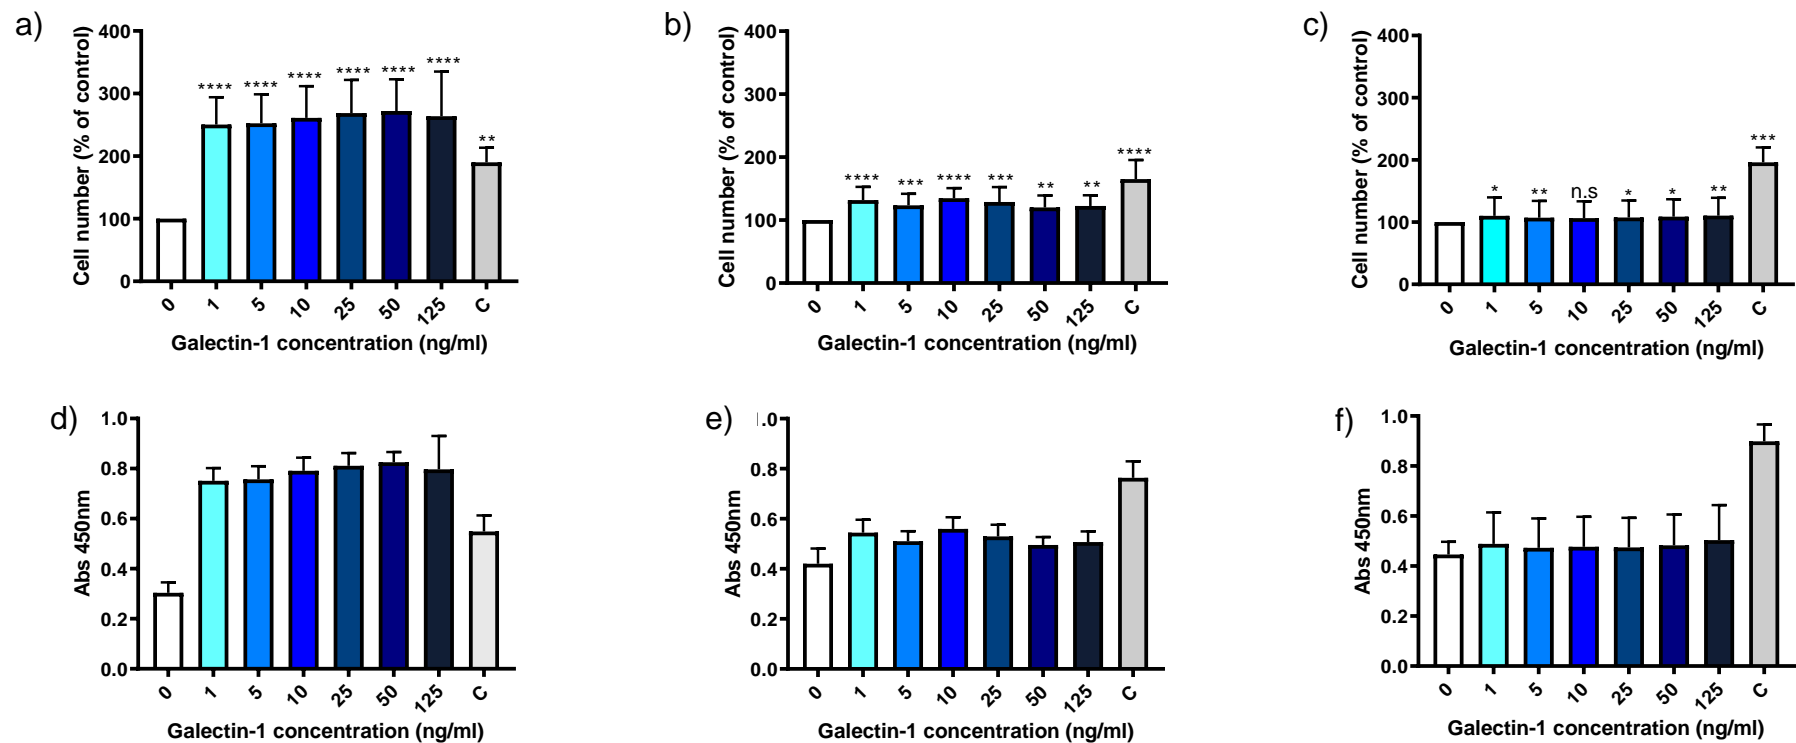 a)
Cell number (% of control)
400
300
200
100
0
**** **** **** **** **** **** **
0 1 5 10 25 50 125 C
Galectin-1 concentration (ng/ml)
b)
Cell number (% of control)
400
300
200
100
0
**** *** **** *** ** ** ****
0 1 5 10 25 50 125 C
Galectin-1 concentration (ng/ml)
c)
Cell number (% of control)
400
300
200
100
0
* ** n.s * * ** ***
0 1 5 10 25 50 125 C
Galectin-1 concentration (ng/ml)
d)
Abs 450nm
1.0
0.8
0.6
0.4
0.2
0.0
0 1 5 10 25 50 125 C
Galectin-1 concentration (ng/ml)
e)
Abs 450nm
1.0
0.8
0.6
0.4
0.2
0.0
0 1 5 10 25 50 125 C
Galectin-1 concentration (ng/ml)
f)
Abs 450nm
1.0
0.8
0.6
0.4
0.2
0.0
0 1 5 10 25 50 125 C
Galectin-1 concentration (ng/ml)